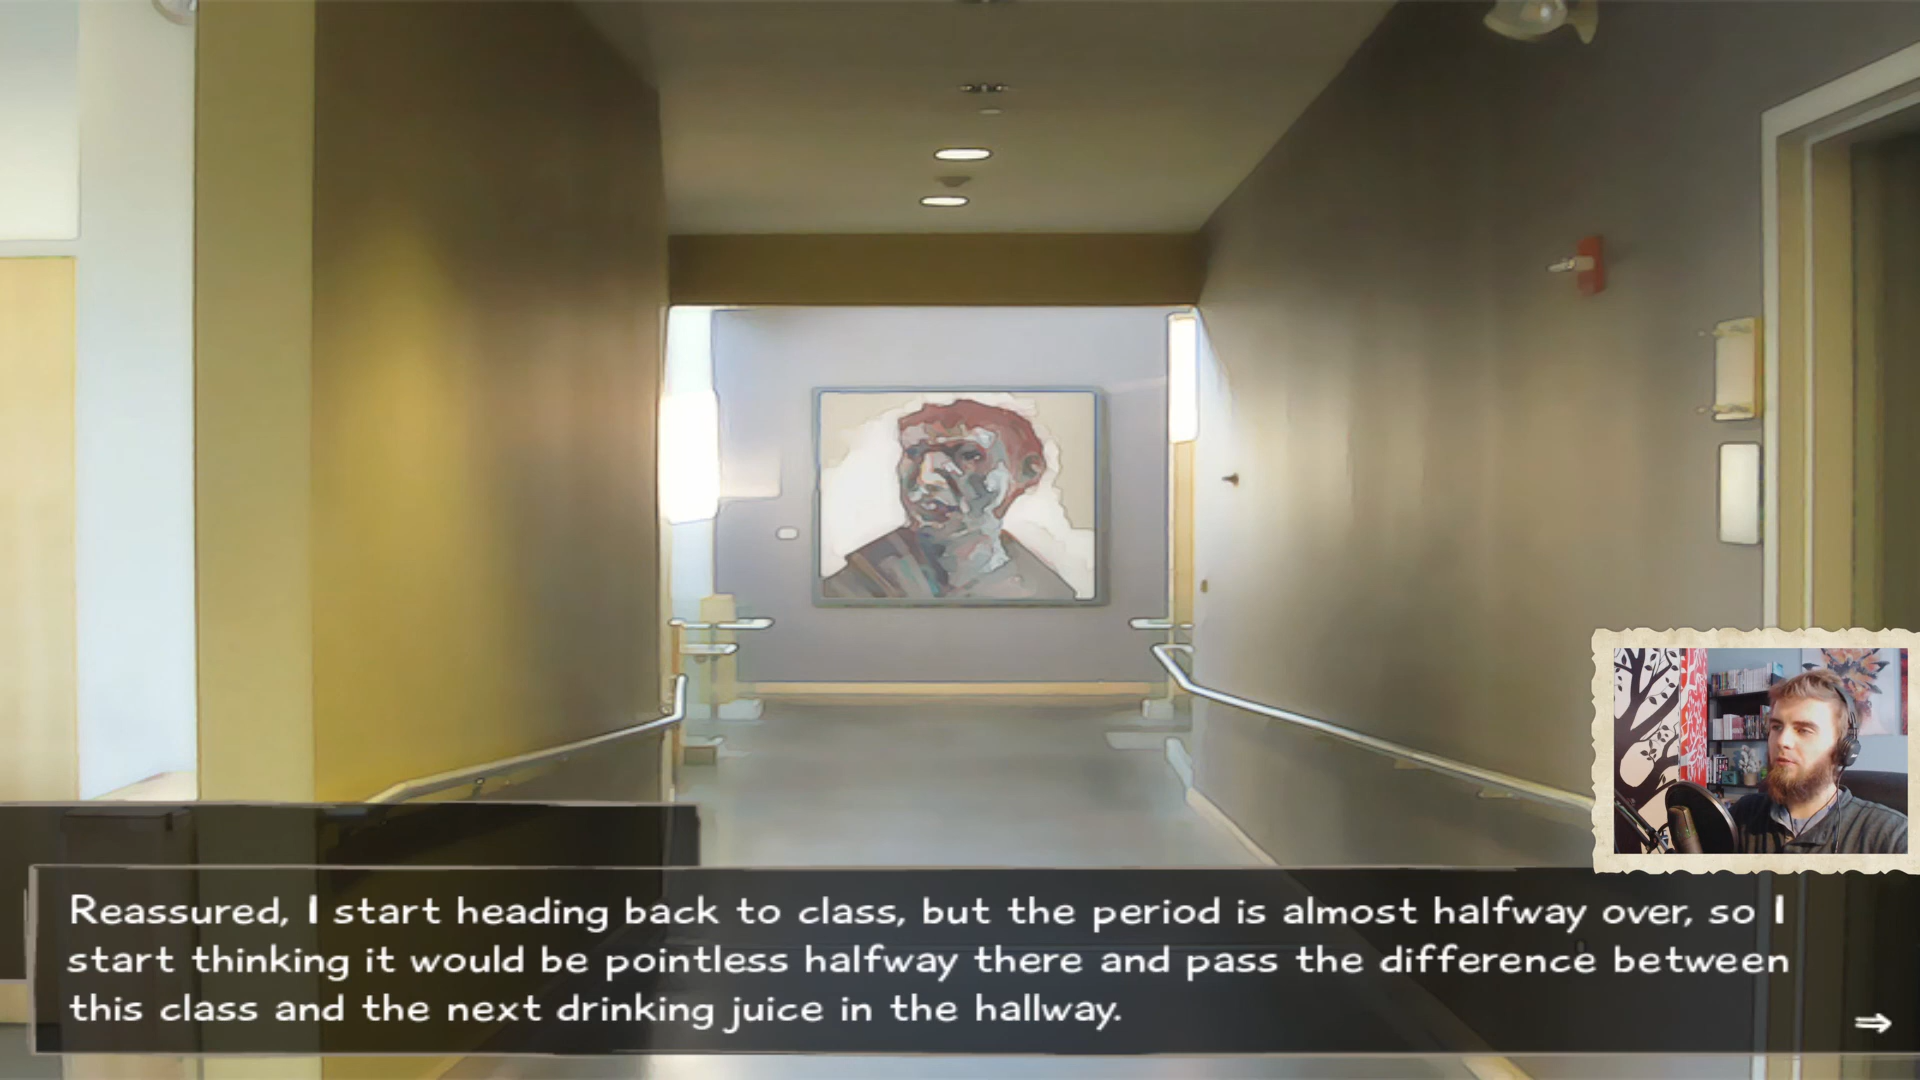 Reassured, I start heading back to class, but the period is almost halfway over, so I
start thinking it would be pointless halfway there and pass the difference between
this class and the next drinking juice in the hallway.